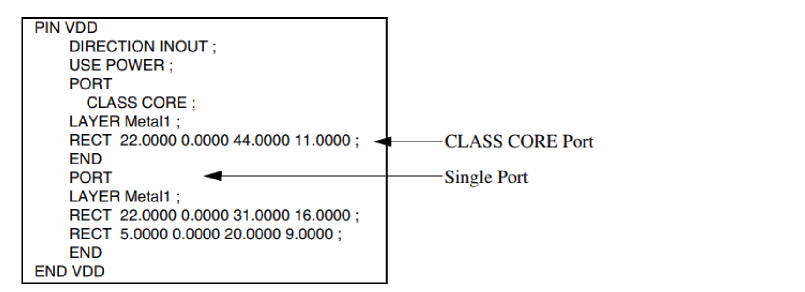 PIN VDD
DIRECTION INOUT ;
USE POWER ;
PORT
CLASS CORE ;
LAYER Metal1 ;
RECT 22.0000 0.0000 44.0000 11.0000 ;
CLASS CORE Port
END
PORT
Single Port
LAYER Metal1 ;
RECT 22.0000 0.0000 31.0000 16.0000 ;
RECT 5.0000 0.0000 20.0000 9.0000 ;
END
END VDD